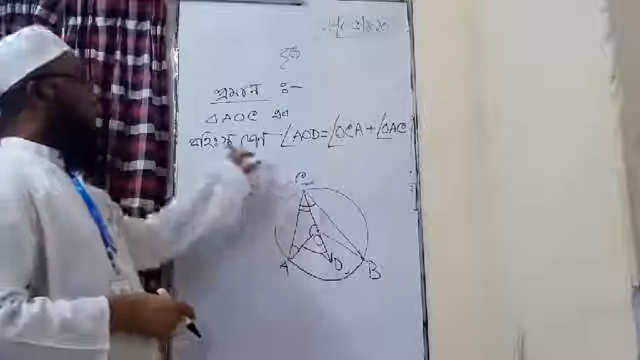 বৃত্ত
প্রমাণ :-
△AOC এর
বহিঃস্থ কোণ ∠AOD = ∠OCA + ∠OAC
C
O
A
D
B